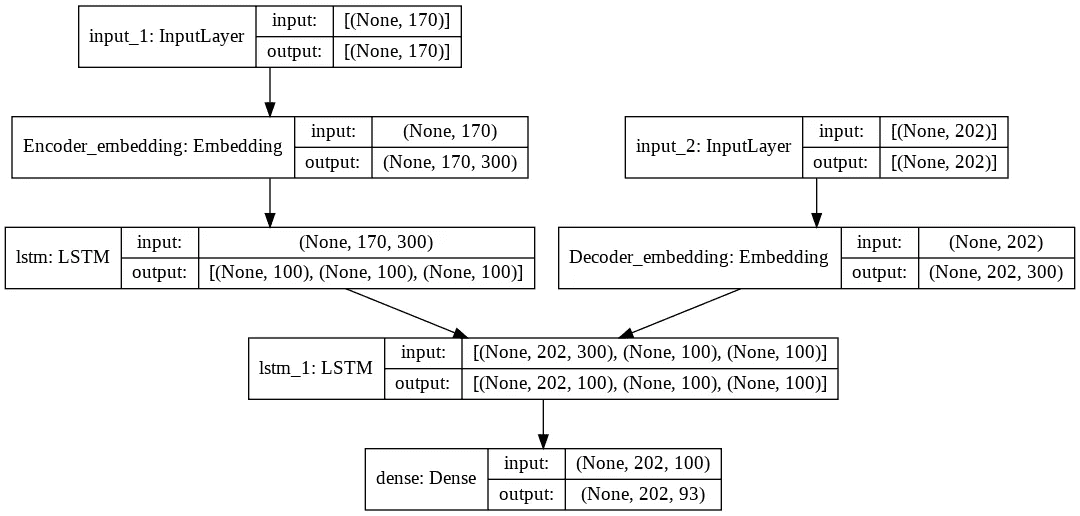 input_1: InputLayer
input:
[(None, 170)]
output:
[(None, 170)]
Encoder_embedding: Embedding
input:
(None, 170)
output:
(None, 170, 300)
input_2: InputLayer
input:
[(None, 202)]
output:
[(None, 202)]
lstm: LSTM
input:
(None, 170, 300)
output:
[(None, 100), (None, 100), (None, 100)]
Decoder_embedding: Embedding
input:
(None, 202)
output:
(None, 202, 300)
lstm_1: LSTM
input:
[(None, 202, 300), (None, 100), (None, 100)]
output:
[(None, 202, 100), (None, 100), (None, 100)]
dense: Dense
input:
(None, 202, 100)
output:
(None, 202, 93)